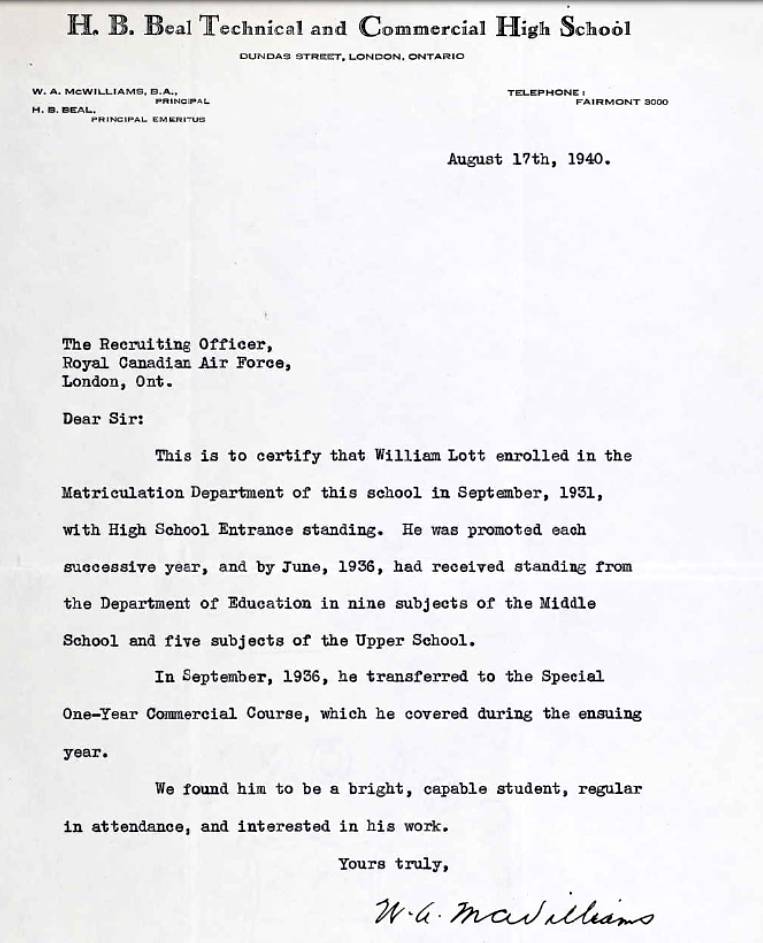 H. B. Beal Technical and Commercial High School
DUNDAS STREET, LONDON, ONTARIO
W. A. McWILLIAMS, B.A.,
PRINCIPAL
H. B. BEAL,
PRINCIPAL EMERITUS
TELEPHONE:
FAIRMONT 3000
August 17th, 1940.
The Recruiting Officer,
Royal Canadian Air Force,
London, Ont.
Dear Sir:
This is to certify that William Lott enrolled in the
Matriculation Department of this school in September, 1931,
with High School Entrance standing. He was promoted each
successive year, and by June, 1936, had received standing from
the Department of Education in nine subjects of the Middle
School and five subjects of the Upper School.
In September, 1936, he transferred to the Special
One-Year Commercial Course, which he covered during the ensuing
year.
We found him to be a bright, capable student, regular
in attendance, and interested in his work.
Yours truly,
W. A. McWilliams